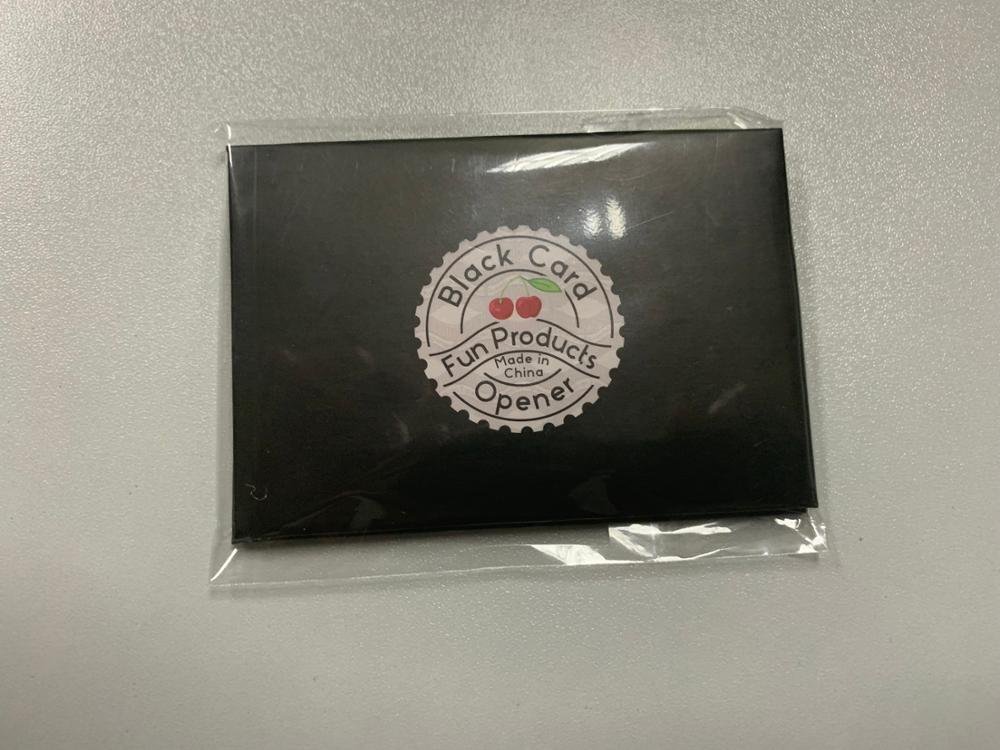 Black Card
Fun Products
Made in
China
Opener